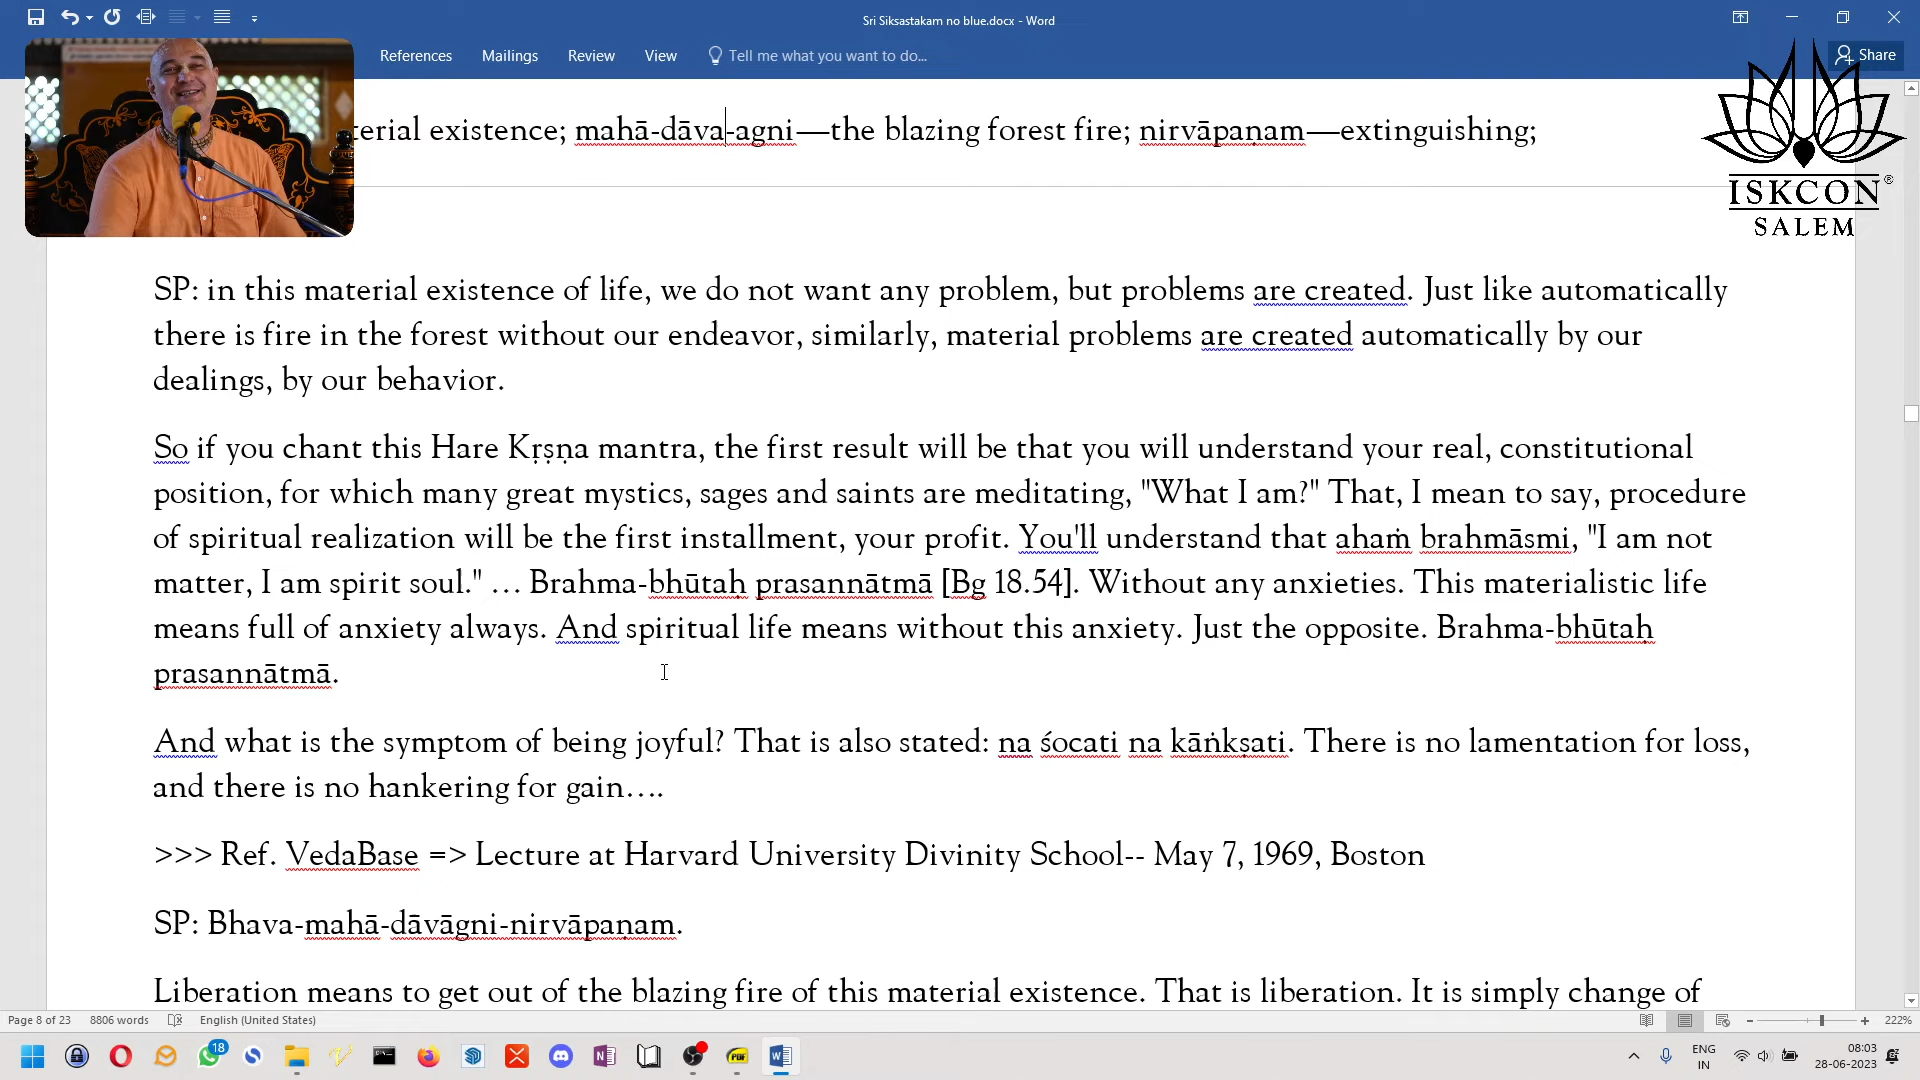 Sri Siksastakam no blue.docx - Word
References Mailings Review View Tell me what you want to do... Share
terial existence; mahā-dāva-agni—the blazing forest fire; nirvāpaṇam—extinguishing;
ISKCON®
SALEM
SP: in this material existence of life, we do not want any problem, but problems are created. Just like automatically
there is fire in the forest without our endeavor, similarly, material problems are created automatically by our
dealings, by our behavior.
So if you chant this Hare Kṛṣṇa mantra, the first result will be that you will understand your real, constitutional
position, for which many great mystics, sages and saints are meditating, "What I am?" That, I mean to say, procedure
of spiritual realization will be the first installment, your profit. You'll understand that ahaṁ brahmāsmi, "I am not
matter, I am spirit soul." … Brahma-bhūtaḥ prasannātmā [Bg 18.54]. Without any anxieties. This materialistic life
means full of anxiety always. And spiritual life means without this anxiety. Just the opposite. Brahma-bhūtaḥ
prasannātmā.
And what is the symptom of being joyful? That is also stated: na śocati na kāṅkṣati. There is no lamentation for loss,
and there is no hankering for gain….
>>> Ref. VedaBase => Lecture at Harvard University Divinity School-- May 7, 1969, Boston
SP: Bhava-mahā-dāvāgni-nirvāpaṇam.
Liberation means to get out of the blazing fire of this material existence. That is liberation. It is simply change of
Page 8 of 23 8806 words English (United States) 222%
18
PDF
ENG
IN
08:03
28-06-2023